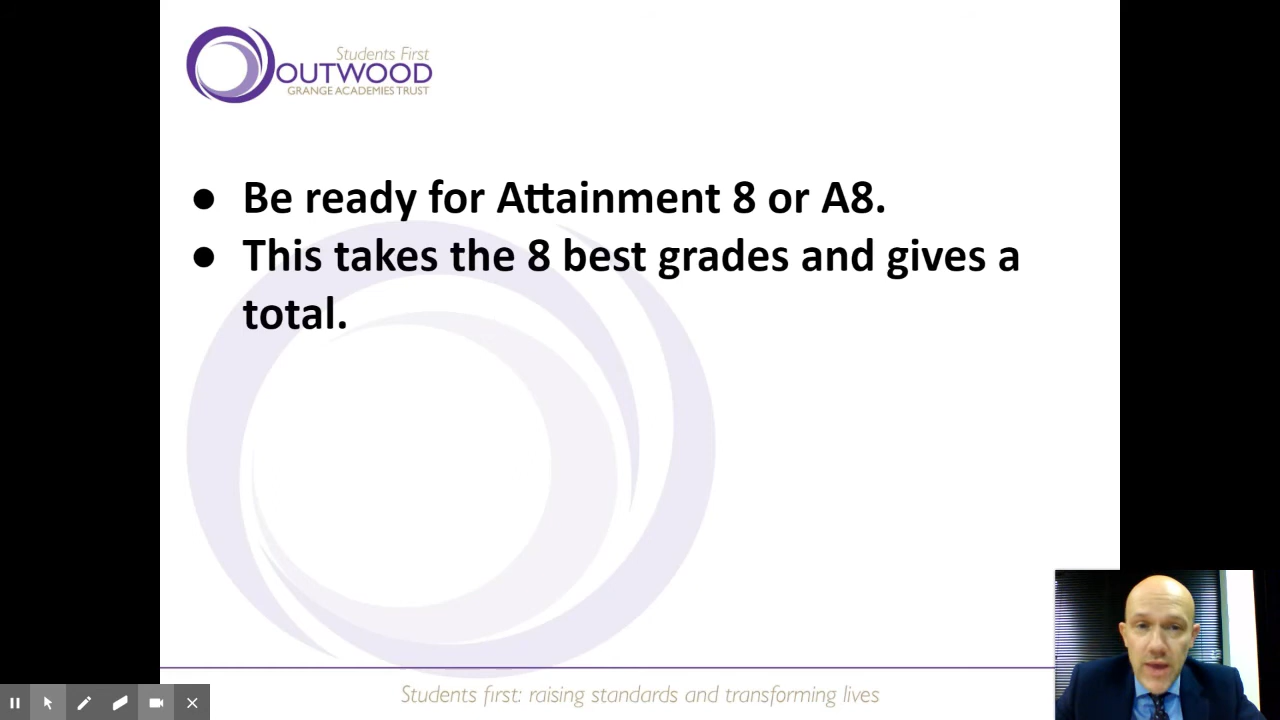 Students First
OUTWOOD
GRANGE ACADEMIES TRUST
● Be ready for Attainment 8 or A8.
● This takes the 8 best grades and gives a
total.
Students first: raising standards and transforming lives